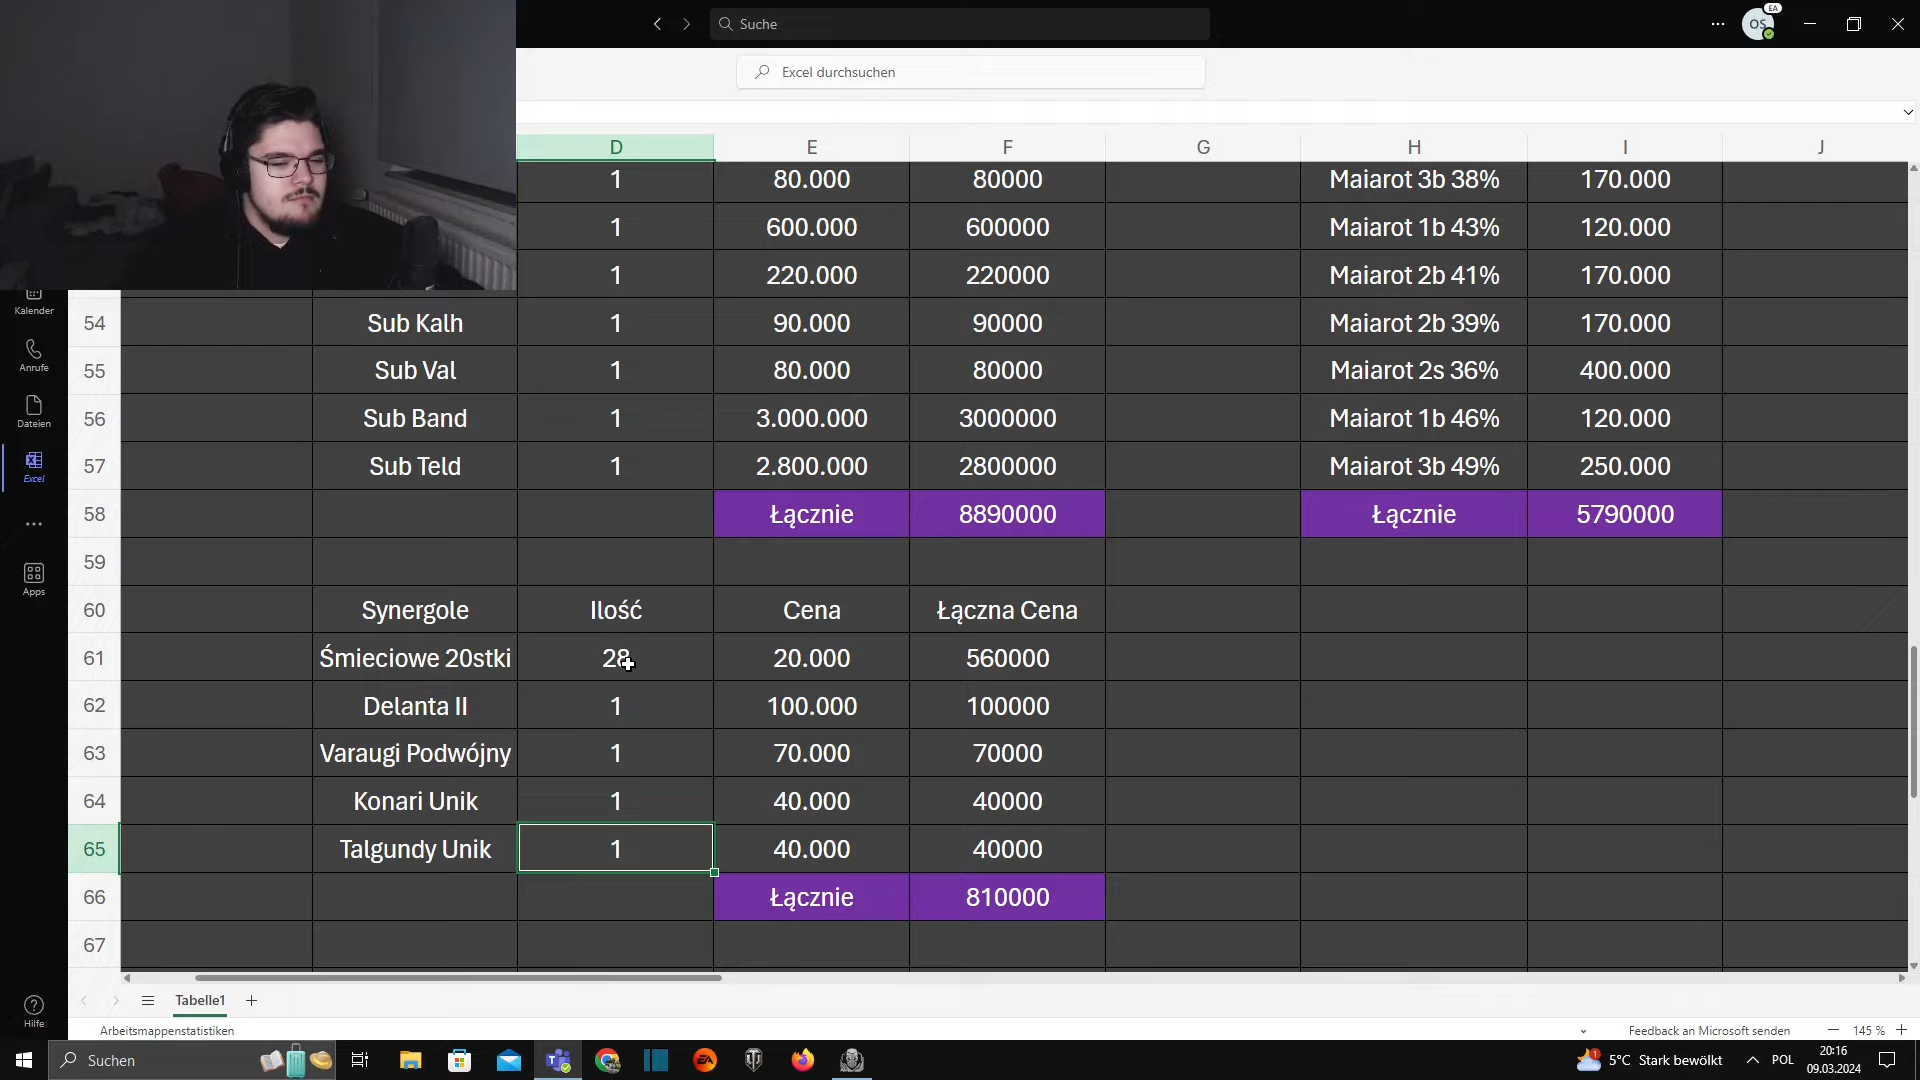 Suche
EA
OS
Excel durchsuchen
D E F G H I J
1 80.000 80000 Maiarot 3b 38% 170.000
1 600.000 600000 Maiarot 1b 43% 120.000
1 220.000 220000 Maiarot 2b 41% 170.000
Kalender
54 Sub Kalh 1 90.000 90000 Maiarot 2b 39% 170.000
Anrufe
55 Sub Val 1 80.000 80000 Maiarot 2s 36% 400.000
Dateien
56 Sub Band 1 3.000.000 3000000 Maiarot 1b 46% 120.000
Excel
57 Sub Teld 1 2.800.000 2800000 Maiarot 3b 49% 250.000
58 Łącznie 8890000 Łącznie 5790000
59
Apps
60 Synergole Ilość Cena Łączna Cena
61 Śmieciowe 20stki 28 20.000 560000
62 Delanta II 1 100.000 100000
63 Varaugi Podwójny 1 70.000 70000
64 Konari Unik 1 40.000 40000
65 Talgundy Unik 1 40.000 40000
66 Łącznie 810000
67
Hilfe
Tabelle1
Arbeitsmappenstatistiken
Feedback an Microsoft senden
145 %
Suchen
EA
1
5°C Stark bewölkt
POL
20:16
09.03.2024